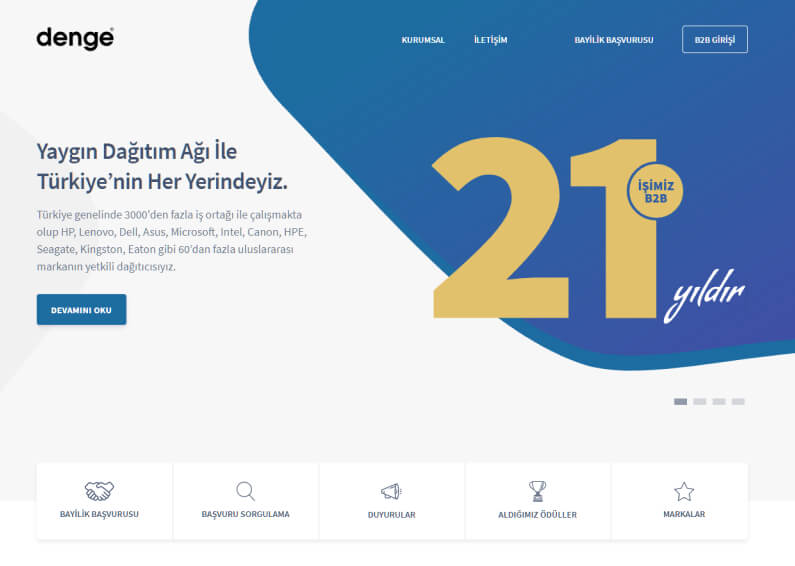 denge
KURUMSAL
İLETİŞİM
BAYİLİK BAŞVURUSU
B2B GİRİŞİ
Yaygın Dağıtım Ağı İle
Türkiye’nin Her Yerindeyiz.
Türkiye genelinde 3000'den fazla iş ortağı ile çalışmakta
olup HP, Lenovo, Dell, Asus, Microsoft, Intel, Canon, HPE,
Seagate, Kingston, Eaton gibi 60'dan fazla uluslararası
markanın yetkili dağıtıcısıyız.
DEVAMINI OKU
21
İŞİMİZ
B2B
yıldır
BAYİLİK BAŞVURUSU
BAŞVURU SORGULAMA
DUYURULAR
ALDIĞIMIZ ÖDÜLLER
MARKALAR